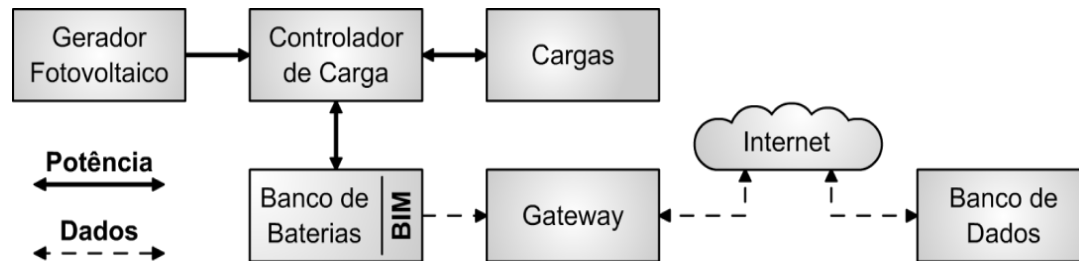 Gerador
Fotovoltaico
Controlador
de Carga
Cargas
Internet
Potência
Dados
Banco de
Baterias
BIM
Gateway
Banco de
Dados